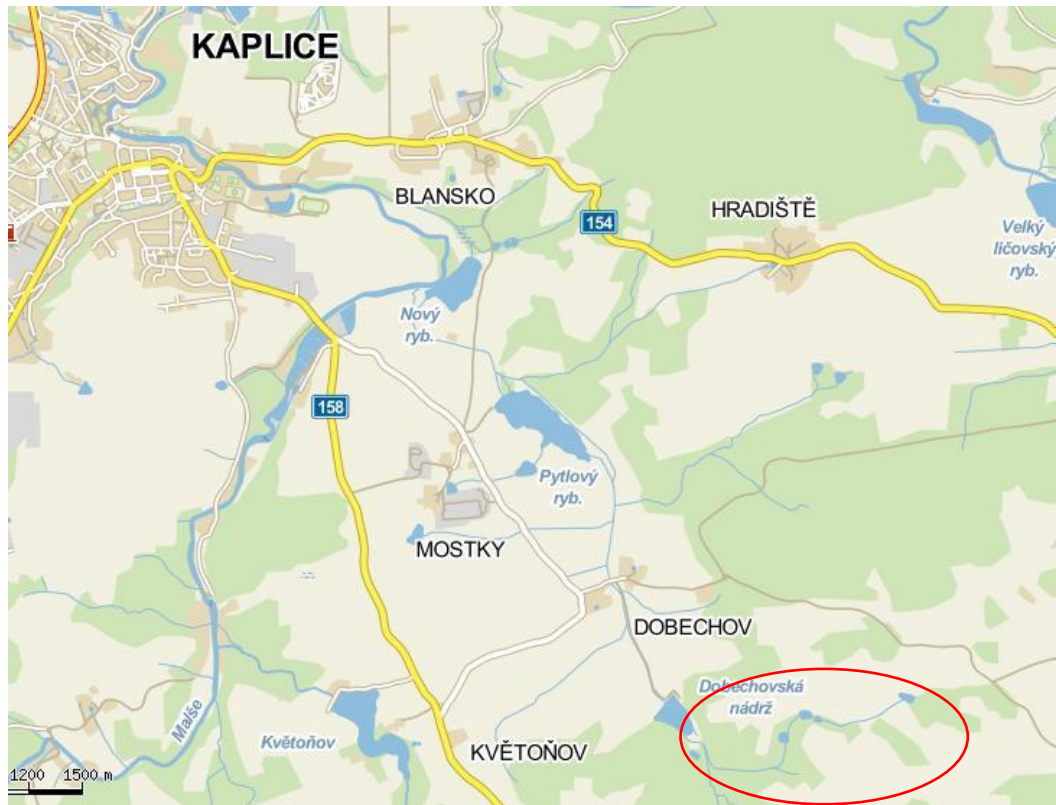 KAPLICE
BLANSKO
154
HRADIŠTĚ
Velký
ličovský
ryb.
Nový
ryb.
158
Pytlový
ryb.
MOSTKY
DOBECHOV
Dobechovská
nádrž
Malše
Květoňov
KVĚTOŇOV
1200 1500 m